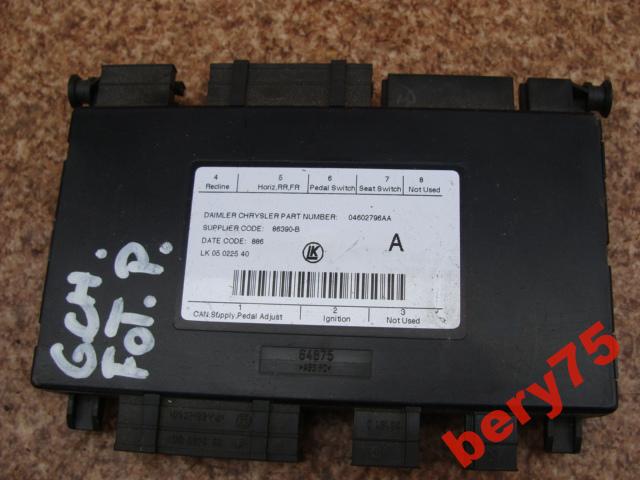 4 5 6 7 8
Recline Horiz,RR,FR Pedal Switch Seat Switch Not Used
DAIMLER CHRYSLER PART NUMBER: 04602796AA
SUPPLIER CODE: 86390-B
DATE CODE: 886
LK 05 0225 40
LK
A
1 2 3
CAN,Supply,Pedal Adjust Ignition Not Used
64875
GCH.
FOT. P.
bery75